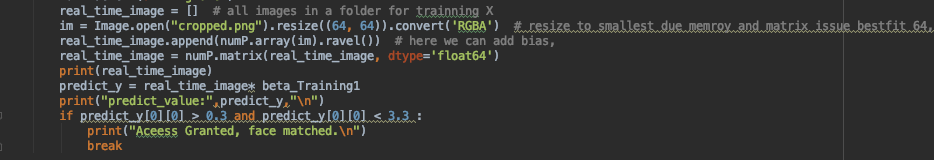 real_time_image = []  # all images in a folder for trainning X
im = Image.open("cropped.png").resize((64, 64)).convert('RGBA')  # resize to smallest due memroy and matrix issue bestfit 64,
real_time_image.append(numP.array(im).ravel())  # here we can add bias,
real_time_image = numP.matrix(real_time_image, dtype='float64')
print(real_time_image)
predict_y = real_time_image* beta_Training1
print("predict_value:",predict_y,"\n")
if predict_y[0][0] > 0.3 and predict_y[0][0] < 3.3 :
print("Aceess Granted, face matched.\n")
break